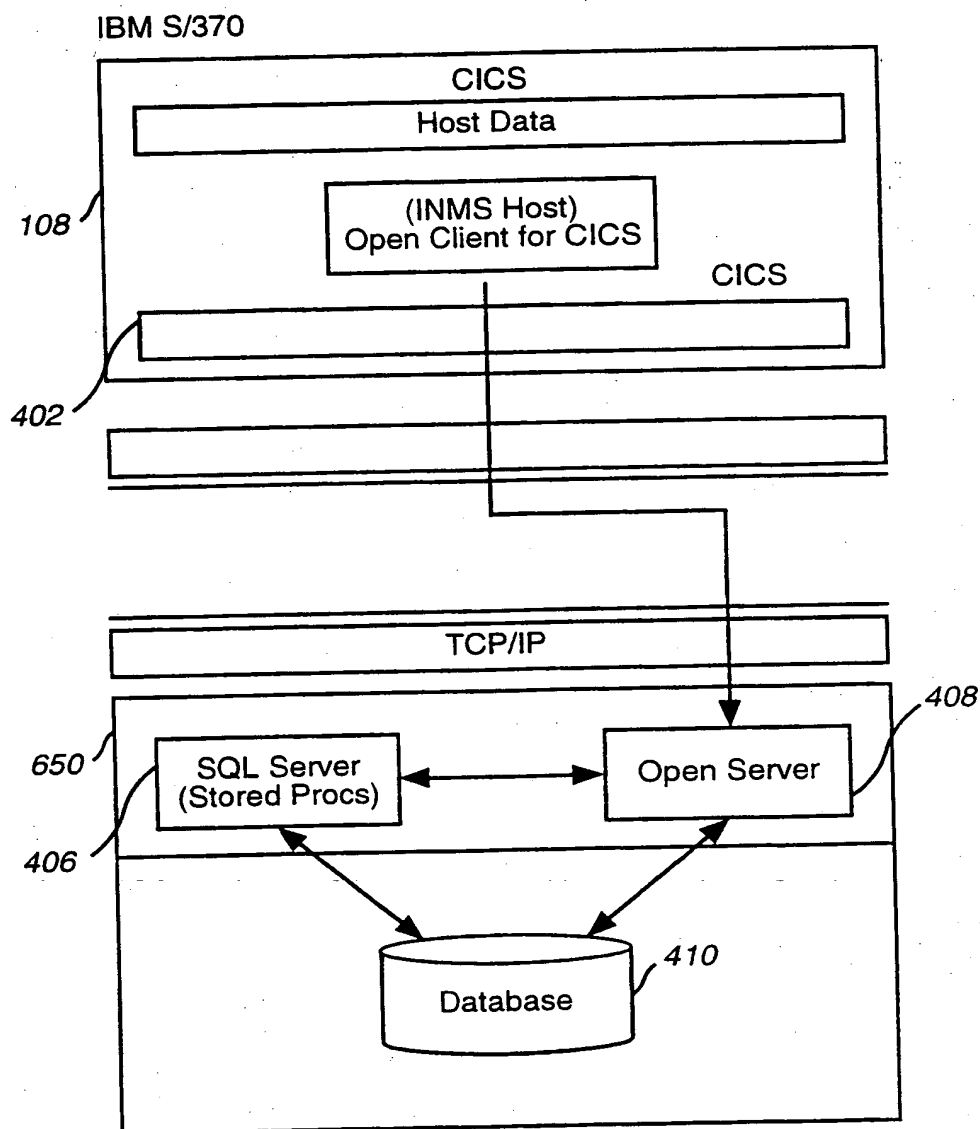 IBM S/370
CICS
Host Data
108
(INMS Host)
Open Client for CICS
CICS
402
TCP/IP
408
650
SQL Server
(Stored Procs)
Open Server
406
410
Database